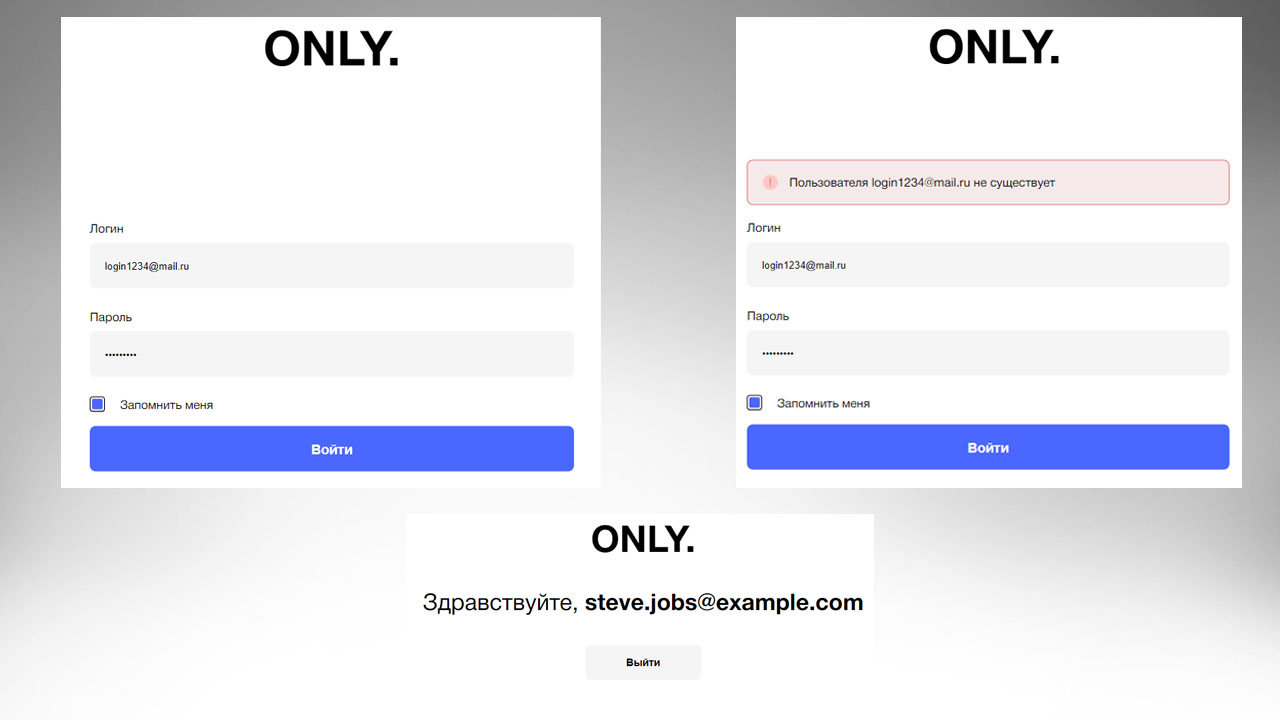 ONLY.
Логин
login1234@mail.ru
Пароль
•••••••••
Запомнить меня
Войти
ONLY.
Пользователя login1234@mail.ru не существует
Логин
login1234@mail.ru
Пароль
•••••••••
Запомнить меня
Войти
ONLY.
Здравствуйте, steve.jobs@example.com
Выйти